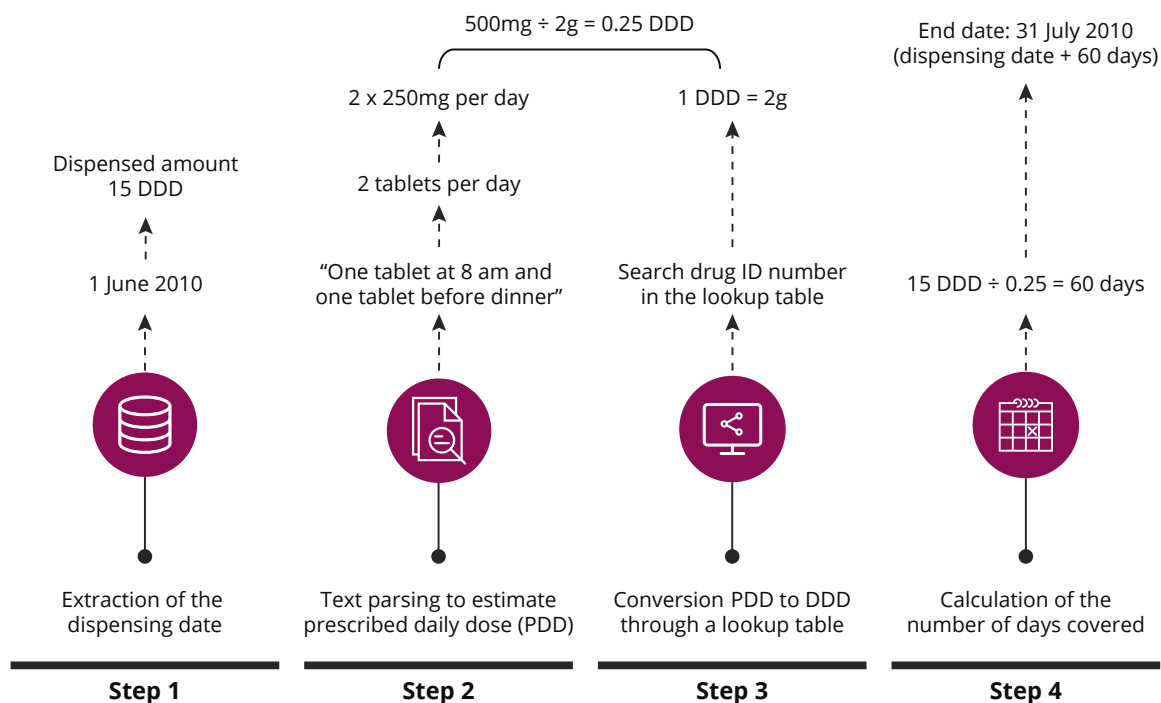 500mg ÷ 2g = 0.25 DDD
End date: 31 July 2010
(dispensing date + 60 days)
2 x 250mg per day
1 DDD = 2g
Dispensed amount
15 DDD
2 tablets per day
1 June 2010
“One tablet at 8 am and
one tablet before dinner”
Search drug ID number
in the lookup table
15 DDD ÷ 0.25 = 60 days
Extraction of the
dispensing date
Text parsing to estimate
prescribed daily dose (PDD)
Conversion PDD to DDD
through a lookup table
Calculation of the
number of days covered
Step 1
Step 2
Step 3
Step 4